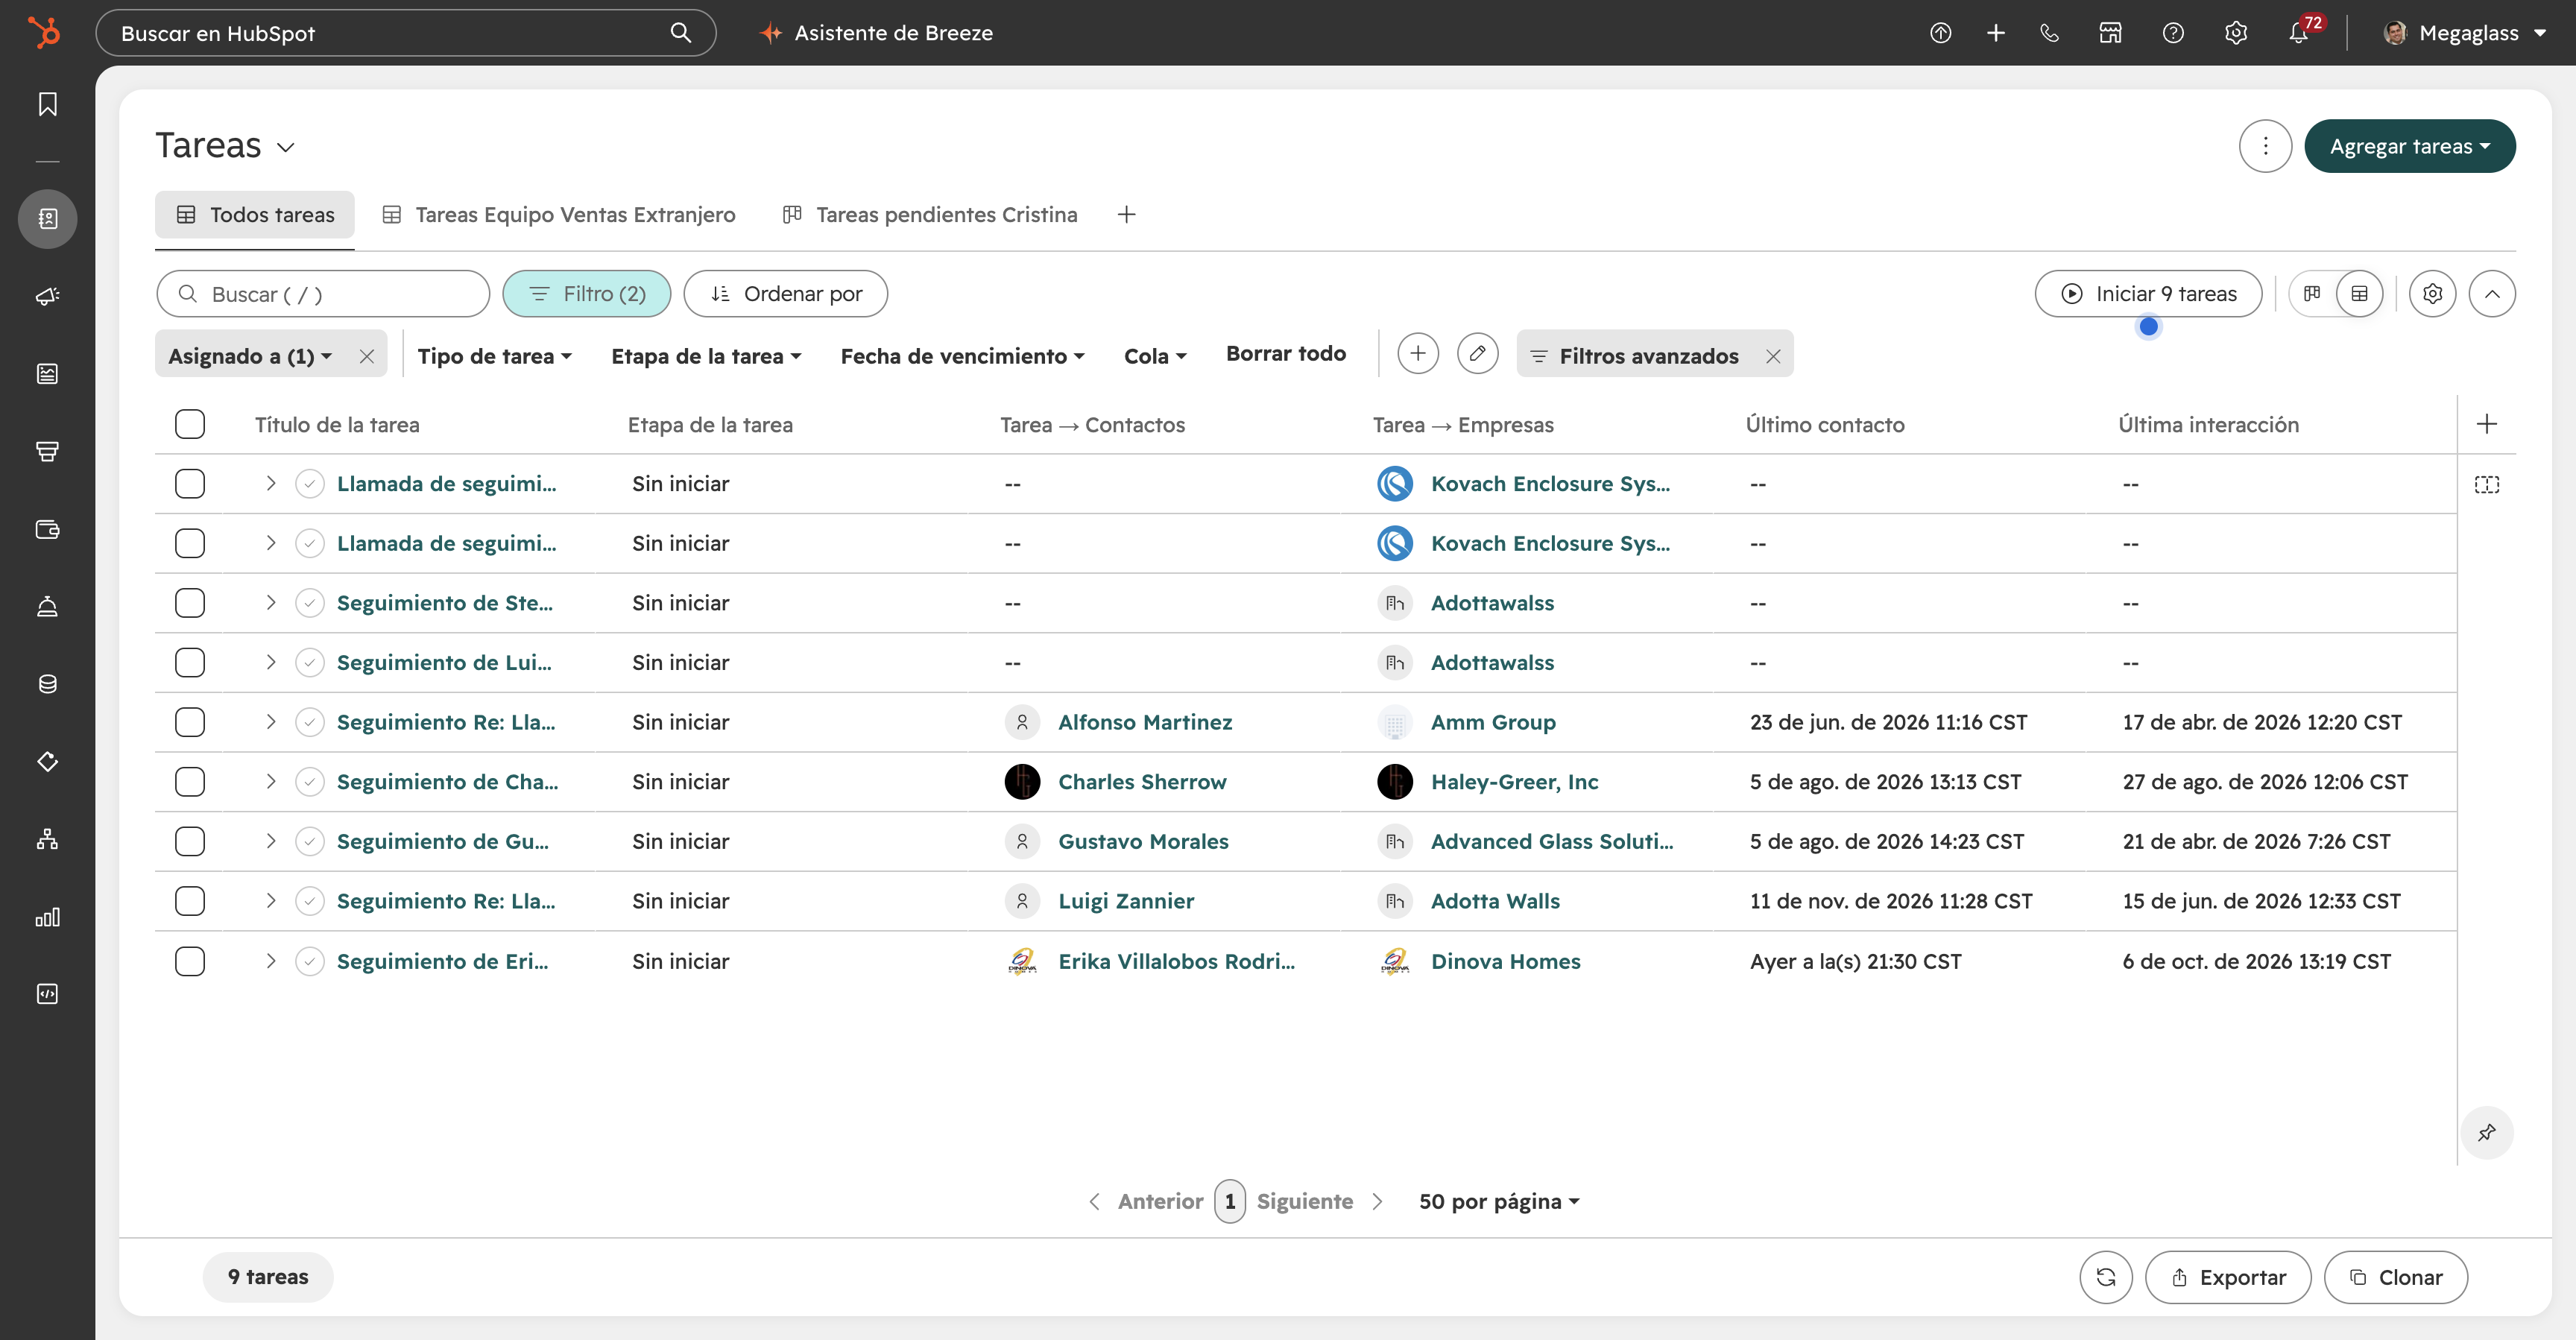 Buscar en HubSpot
Asistente de Breeze
72
Megaglass
Tareas
Agregar tareas
Todos tareas
Tareas Equipo Ventas Extranjero
Tareas pendientes Cristina
Buscar ( / )
Filtro (2)
Ordenar por
Iniciar 9 tareas
Asignado a (1)
Tipo de tarea
Etapa de la tarea
Fecha de vencimiento
Cola
Borrar todo
Filtros avanzados
Título de la tarea Etapa de la tarea Tarea → Contactos Tarea → Empresas Último contacto Última interacción
Llamada de seguimi... Sin iniciar -- Kovach Enclosure Sys... -- --
Llamada de seguimi... Sin iniciar -- Kovach Enclosure Sys... -- --
Seguimiento de Ste... Sin iniciar -- Adottawalss -- --
Seguimiento de Lui... Sin iniciar -- Adottawalss -- --
Seguimiento Re: Lla... Sin iniciar Alfonso Martinez Amm Group 23 de jun. de 2026 11:16 CST 17 de abr. de 2026 12:20 CST
Seguimiento de Cha... Sin iniciar Charles Sherrow Haley-Greer, Inc 5 de ago. de 2026 13:13 CST 27 de ago. de 2026 12:06 CST
Seguimiento de Gu... Sin iniciar Gustavo Morales Advanced Glass Soluti... 5 de ago. de 2026 14:23 CST 21 de abr. de 2026 7:26 CST
Seguimiento Re: Lla... Sin iniciar Luigi Zannier Adotta Walls 11 de nov. de 2026 11:28 CST 15 de jun. de 2026 12:33 CST
Seguimiento de Eri... Sin iniciar Erika Villalobos Rodri... Dinova Homes Ayer a la(s) 21:30 CST 6 de oct. de 2026 13:19 CST
Anterior 1 Siguiente 50 por página
9 tareas
Exportar
Clonar